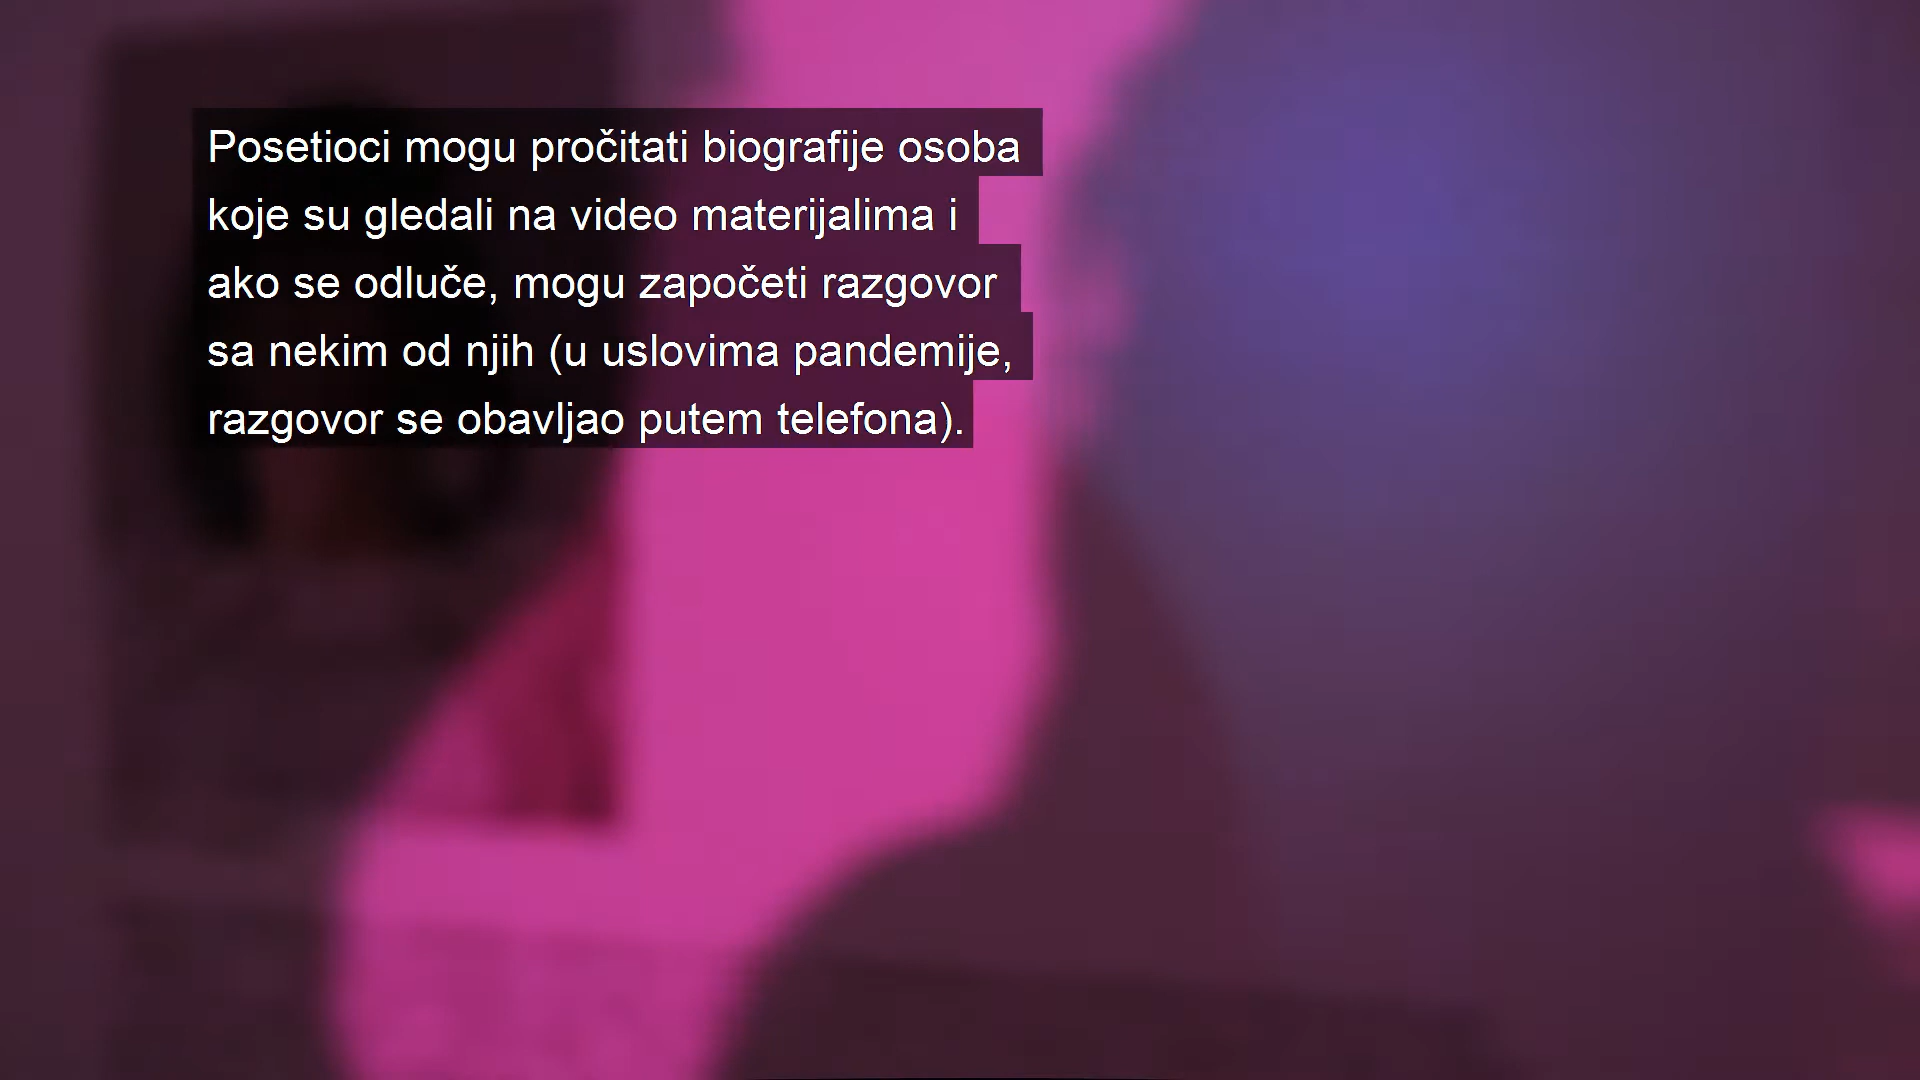 Posetioci mogu pročitati biografije osoba
koje su gledali na video materijalima i
ako se odluče, mogu započeti razgovor
sa nekim od njih (u uslovima pandemije,
razgovor se obavljao putem telefona).